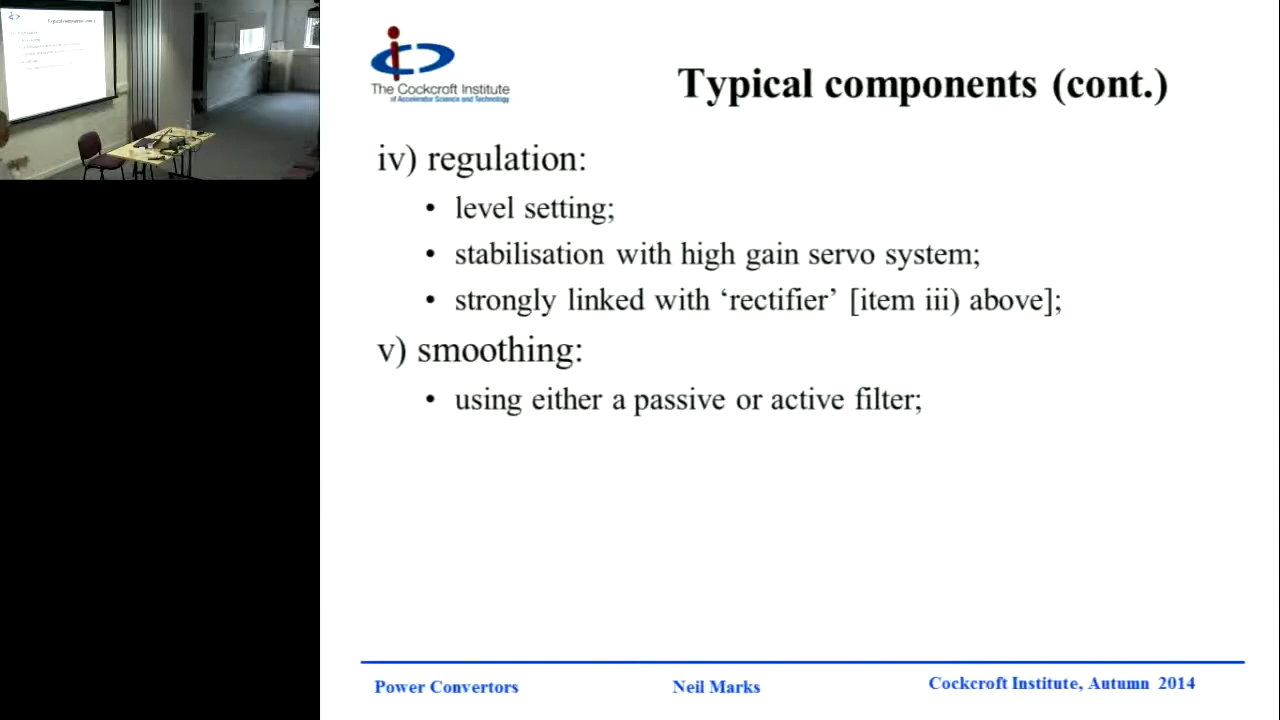 The Cockcroft Institute
of Accelerator Science and Technology
Typical components (cont.)
iv) regulation:
• level setting;
• stabilisation with high gain servo system;
• strongly linked with ‘rectifier’ [item iii) above];
v) smoothing:
• using either a passive or active filter;
Power Convertors
Neil Marks
Cockcroft Institute, Autumn 2014